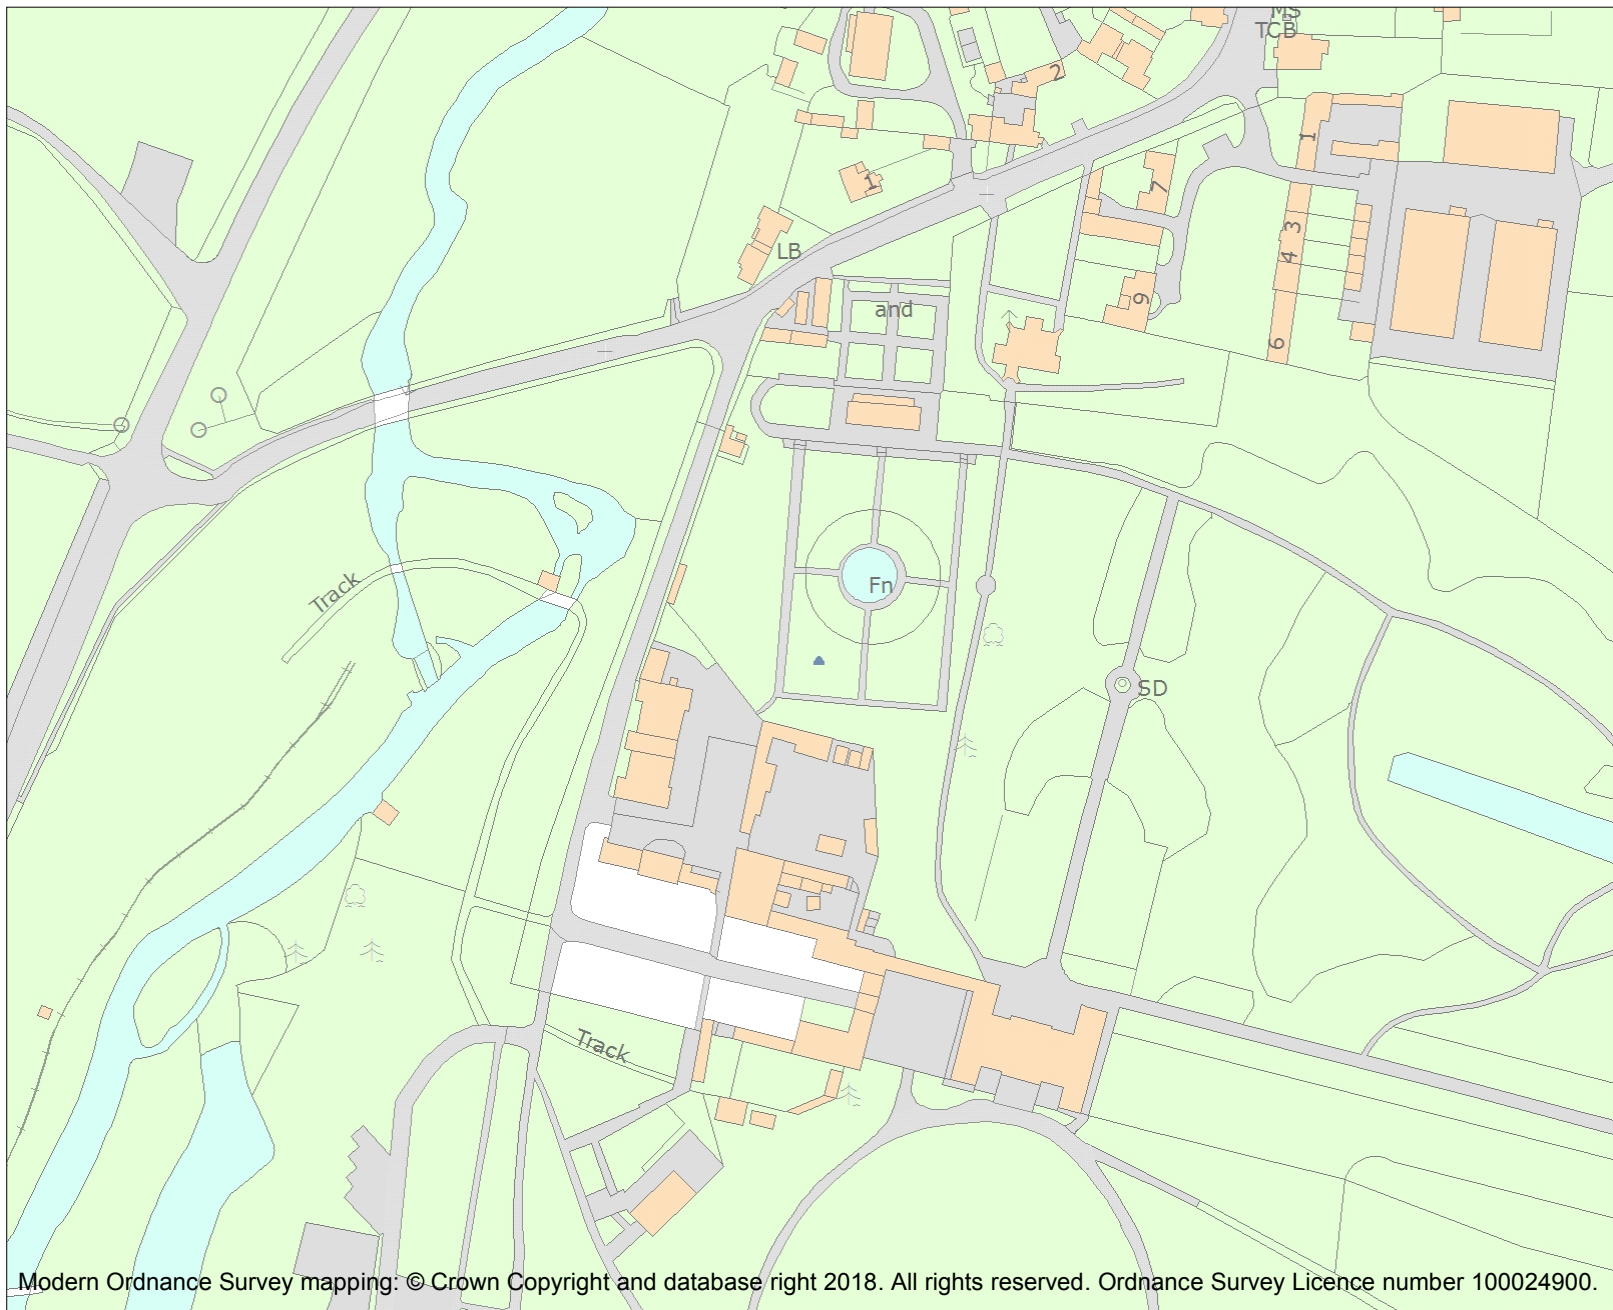 MS
TCB
2
1
1
7
LB
3
4
9
and
6
Track
Fn
SD
Track
Modern Ordnance Survey mapping: © Crown Copyright and database right 2018. All rights reserved. Ordnance Survey Licence number 100024900.